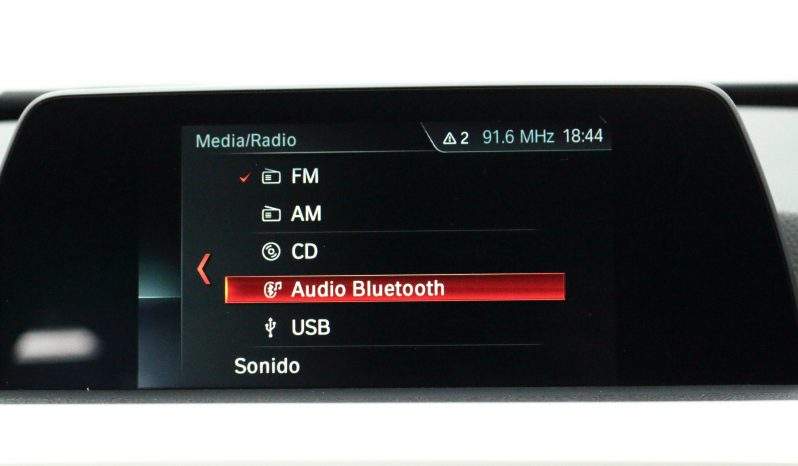 Media/Radio 2 91.6 MHz 18:44
FM
AM
CD
Audio Bluetooth
USB
Sonido